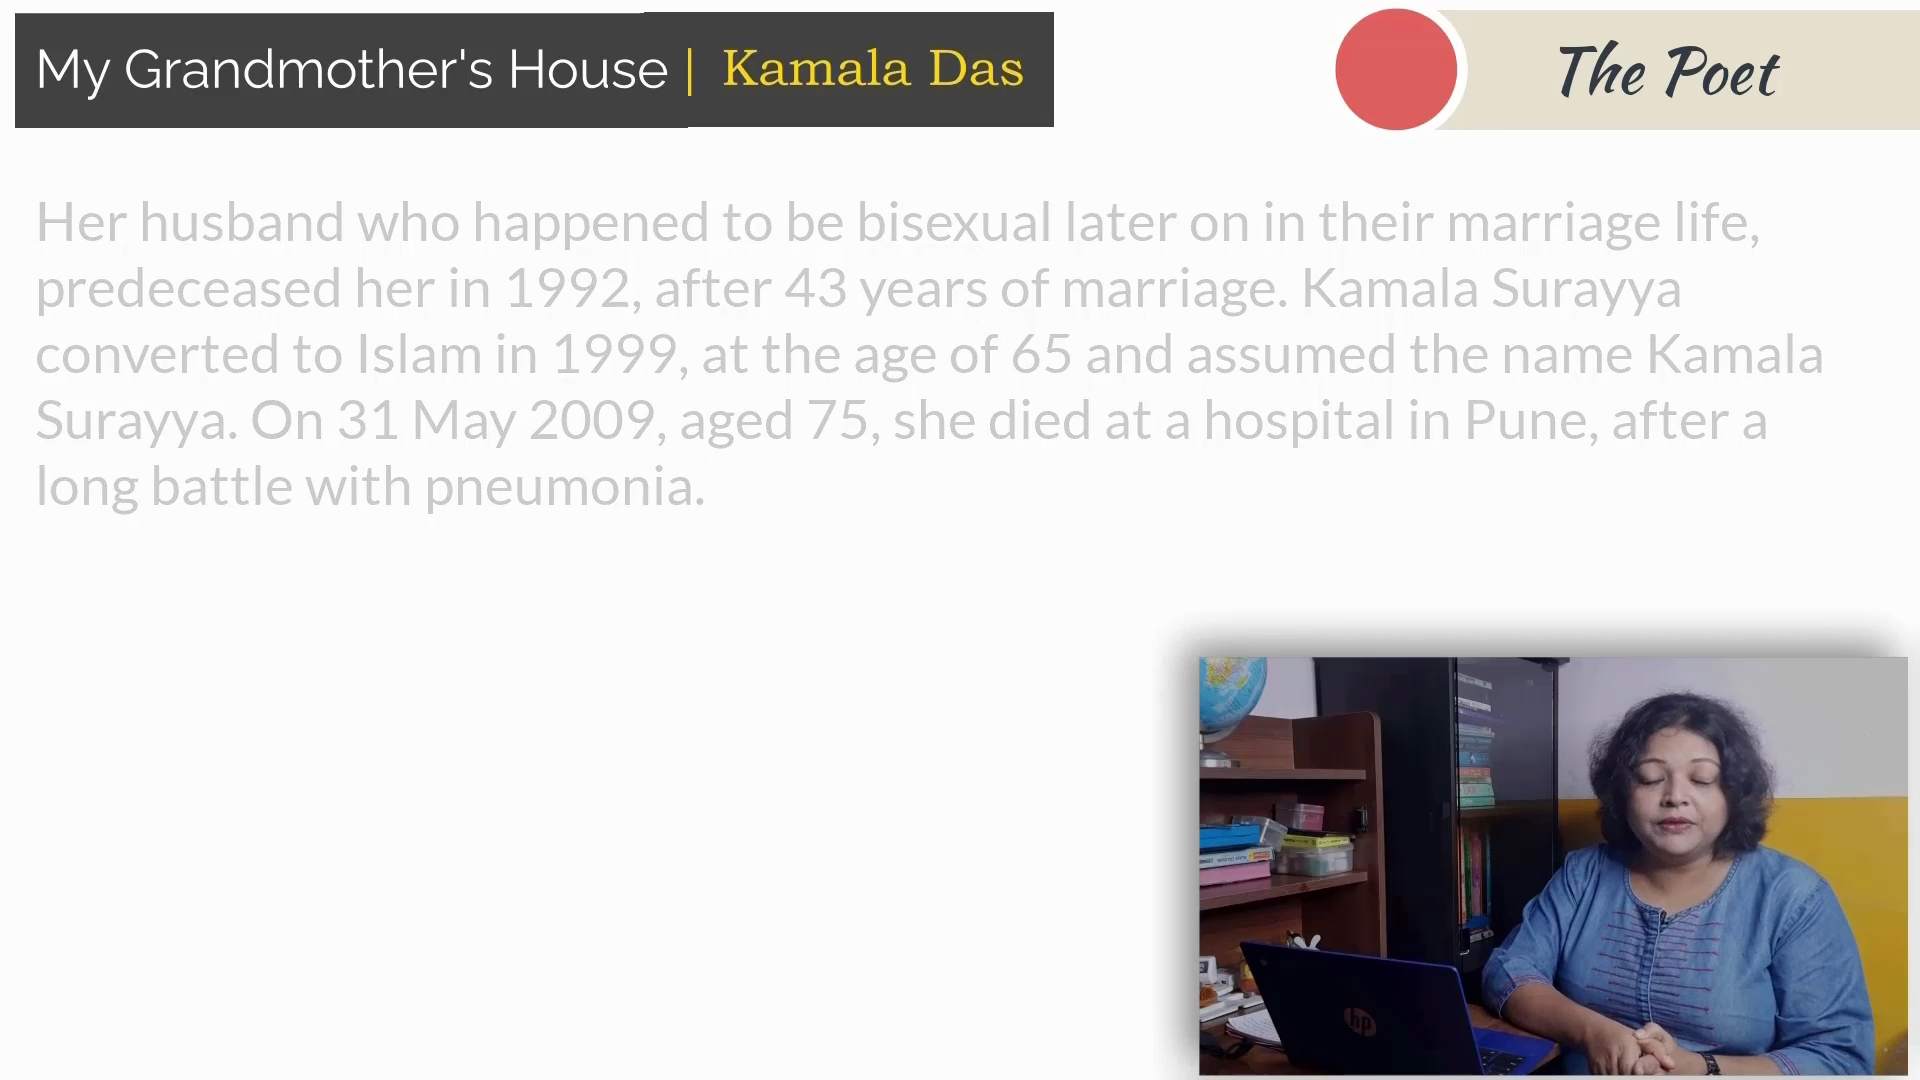 My Grandmother's House | Kamala Das
The Poet
Her husband who happened to be bisexual later on in their marriage life,
predeceased her in 1992, after 43 years of marriage. Kamala Surayya
converted to Islam in 1999, at the age of 65 and assumed the name Kamala
Surayya. On 31 May 2009, aged 75, she died at a hospital in Pune, after a
long battle with pneumonia.
hp